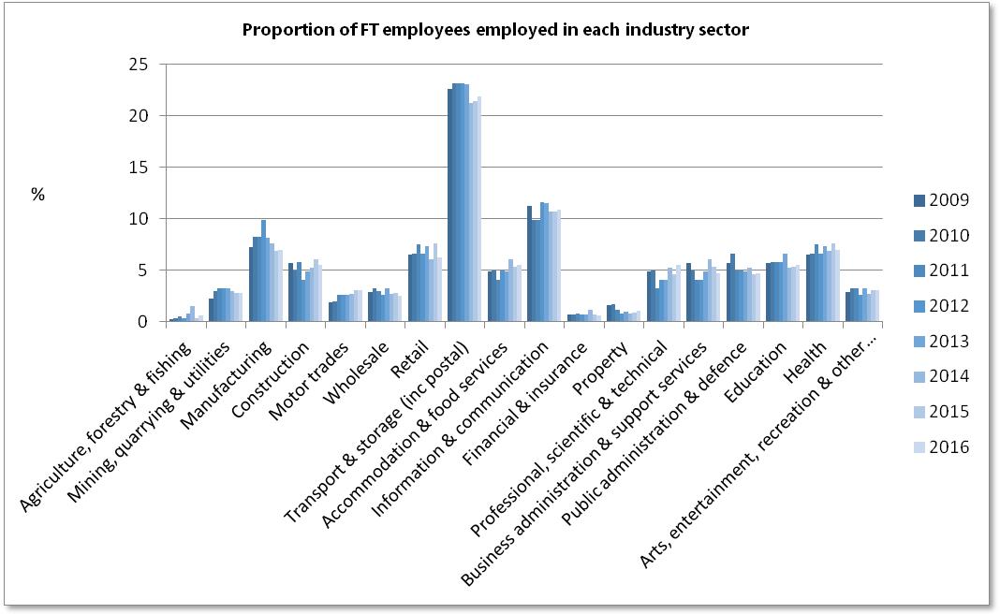 Proportion of FT employees employed in each industry sector
25
20
15
10
5
0
%
Agriculture, forestry & fishing
Mining, quarrying & utilities
Manufacturing
Construction
Motor trades
Wholesale
Retail
Transport & storage (inc postal)
Accommodation & food services
Information & communication
Financial & insurance
Property
Professional, scientific & technical
Business administration & support services
Public administration & defence
Education
Health
Arts, entertainment, recreation & other...
2009
2010
2011
2012
2013
2014
2015
2016